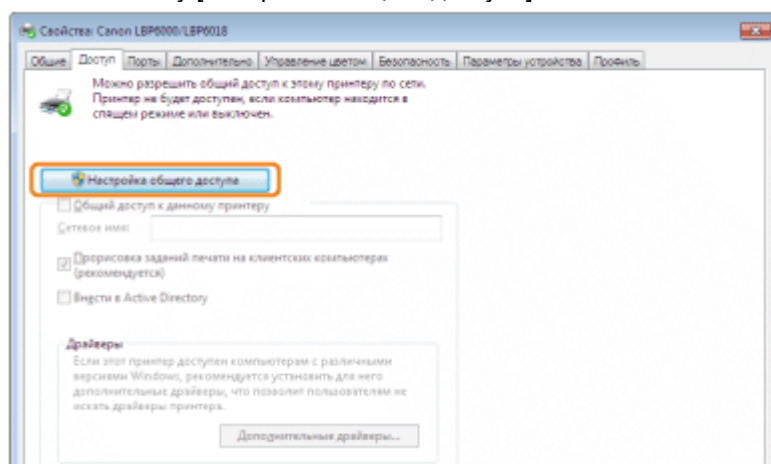 Свойства: Canon LBP6000/LBP6018
Общие Доступ Порты Дополнительно Управление цветом Безопасность Параметры устройства Профиль
Можно разрешить общий доступ к этому принтеру по сети.
Принтер не будет доступен, если компьютер находится в
спящем режиме или выключен.
Настройка общего доступа
Общий доступ к данному принтеру
Сетевое имя:
Прорисовка заданий печати на клиентских компьютерах
(рекомендуется)
Внести в Active Directory
Драйверы
Если этот принтер доступен компьютерам с различными
версиями Windows, рекомендуется установить для него
дополнительные драйверы, что позволит пользователям не
искать драйверы принтера.
Дополнительные драйверы...